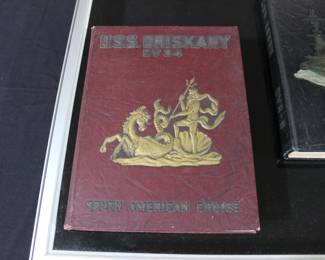 U.S.S. ORISKANY
CV 34
SOUTH AMERICAN CRUISE